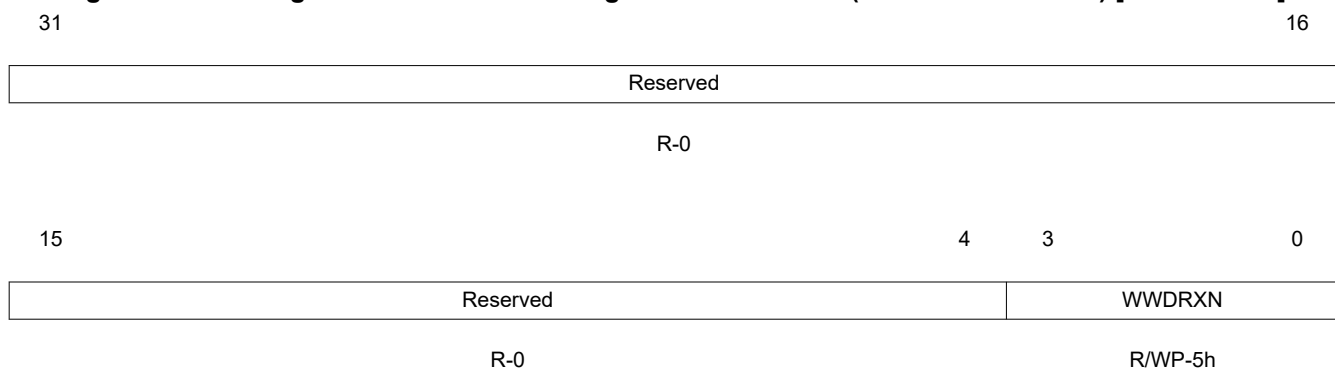 31 16
Reserved
R-0
15 4 3 0
Reserved WWDRXN
R-0 R/WP-5h